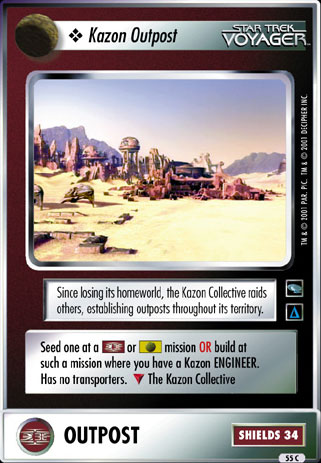 ❖ Kazon Outpost
STAR TREK
VOYAGER™
TM & © 2001 PAR. PIC. TM & © 2001 DECIPHER INC.
Since losing its homeworld, the Kazon Collective raids
others, establishing outposts throughout its territory.
Seed one at a or mission OR build at
such a mission where you have a Kazon ENGINEER.
Has no transporters. ▼ The Kazon Collective
OUTPOST
SHIELDS 34
55 C